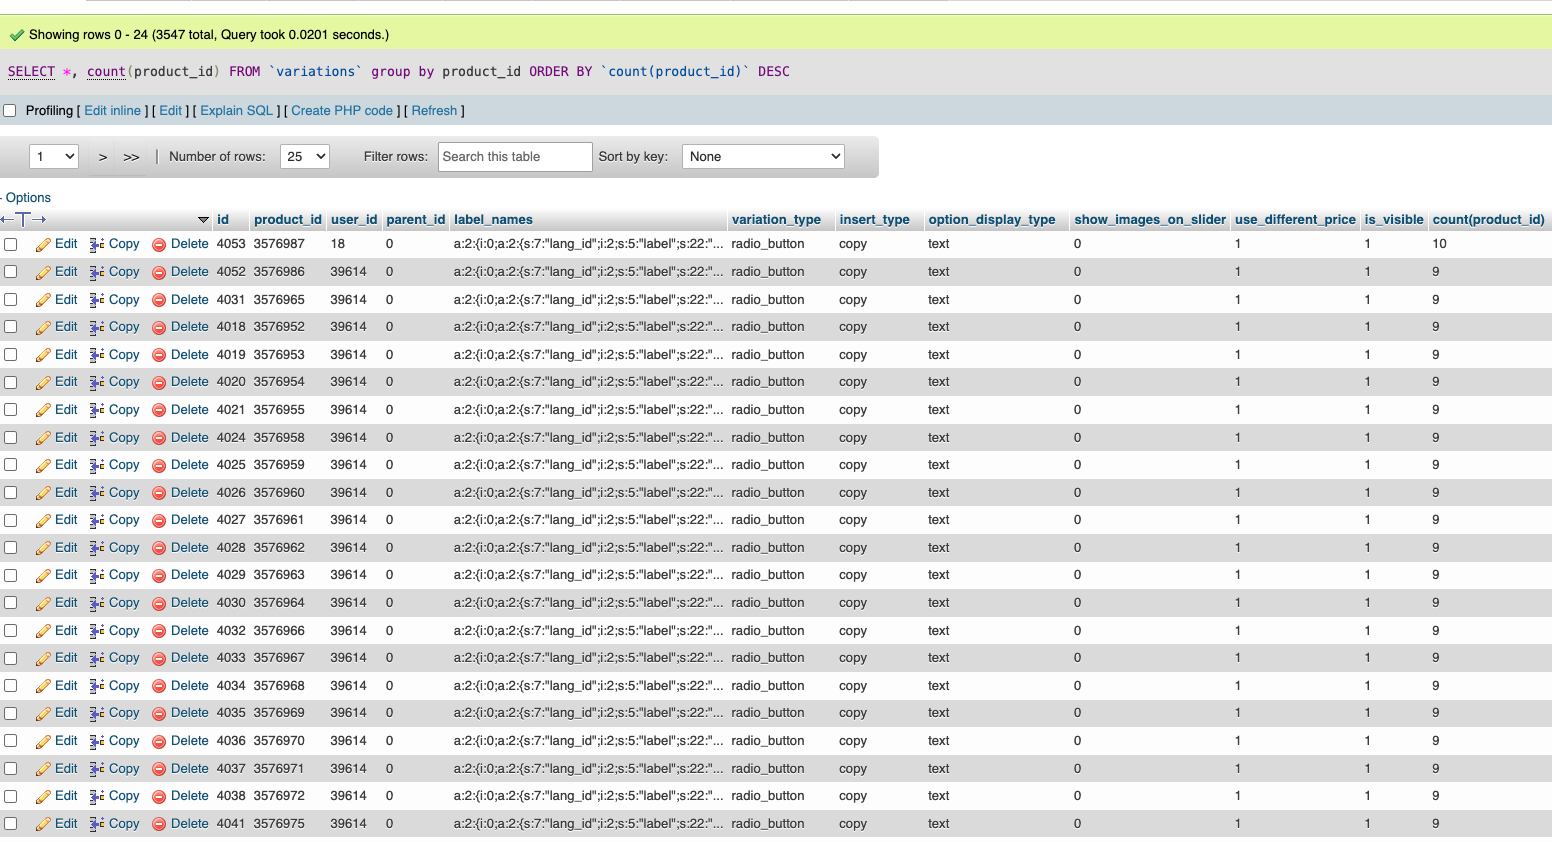 Showing rows 0 - 24 (3547 total, Query took 0.0201 seconds.)
SELECT *, count(product_id) FROM `variations` group by product_id ORDER BY `count(product_id)` DESC
Profiling [ Edit inline ] [ Edit ] [ Explain SQL ] [ Create PHP code ] [ Refresh ]
1 > >> | Number of rows: 25 Filter rows: Search this table Sort by key: None
Options
id product_id user_id parent_id label_names variation_type insert_type option_display_type show_images_on_slider use_different_price is_visible count(product_id)
Edit Copy Delete 4053 3576987 18 0 a:2:{i:0;a:2:{s:7:"lang_id";i:2;s:5:"label";s:22:"... radio_button copy text 0 1 1 10
Edit Copy Delete 4052 3576986 39614 0 a:2:{i:0;a:2:{s:7:"lang_id";i:2;s:5:"label";s:22:"... radio_button copy text 0 1 1 9
Edit Copy Delete 4031 3576965 39614 0 a:2:{i:0;a:2:{s:7:"lang_id";i:2;s:5:"label";s:22:"... radio_button copy text 0 1 1 9
Edit Copy Delete 4018 3576952 39614 0 a:2:{i:0;a:2:{s:7:"lang_id";i:2;s:5:"label";s:22:"... radio_button copy text 0 1 1 9
Edit Copy Delete 4019 3576953 39614 0 a:2:{i:0;a:2:{s:7:"lang_id";i:2;s:5:"label";s:22:"... radio_button copy text 0 1 1 9
Edit Copy Delete 4020 3576954 39614 0 a:2:{i:0;a:2:{s:7:"lang_id";i:2;s:5:"label";s:22:"... radio_button copy text 0 1 1 9
Edit Copy Delete 4021 3576955 39614 0 a:2:{i:0;a:2:{s:7:"lang_id";i:2;s:5:"label";s:22:"... radio_button copy text 0 1 1 9
Edit Copy Delete 4024 3576958 39614 0 a:2:{i:0;a:2:{s:7:"lang_id";i:2;s:5:"label";s:22:"... radio_button copy text 0 1 1 9
Edit Copy Delete 4025 3576959 39614 0 a:2:{i:0;a:2:{s:7:"lang_id";i:2;s:5:"label";s:22:"... radio_button copy text 0 1 1 9
Edit Copy Delete 4026 3576960 39614 0 a:2:{i:0;a:2:{s:7:"lang_id";i:2;s:5:"label";s:22:"... radio_button copy text 0 1 1 9
Edit Copy Delete 4027 3576961 39614 0 a:2:{i:0;a:2:{s:7:"lang_id";i:2;s:5:"label";s:22:"... radio_button copy text 0 1 1 9
Edit Copy Delete 4028 3576962 39614 0 a:2:{i:0;a:2:{s:7:"lang_id";i:2;s:5:"label";s:22:"... radio_button copy text 0 1 1 9
Edit Copy Delete 4029 3576963 39614 0 a:2:{i:0;a:2:{s:7:"lang_id";i:2;s:5:"label";s:22:"... radio_button copy text 0 1 1 9
Edit Copy Delete 4030 3576964 39614 0 a:2:{i:0;a:2:{s:7:"lang_id";i:2;s:5:"label";s:22:"... radio_button copy text 0 1 1 9
Edit Copy Delete 4032 3576966 39614 0 a:2:{i:0;a:2:{s:7:"lang_id";i:2;s:5:"label";s:22:"... radio_button copy text 0 1 1 9
Edit Copy Delete 4033 3576967 39614 0 a:2:{i:0;a:2:{s:7:"lang_id";i:2;s:5:"label";s:22:"... radio_button copy text 0 1 1 9
Edit Copy Delete 4034 3576968 39614 0 a:2:{i:0;a:2:{s:7:"lang_id";i:2;s:5:"label";s:22:"... radio_button copy text 0 1 1 9
Edit Copy Delete 4035 3576969 39614 0 a:2:{i:0;a:2:{s:7:"lang_id";i:2;s:5:"label";s:22:"... radio_button copy text 0 1 1 9
Edit Copy Delete 4036 3576970 39614 0 a:2:{i:0;a:2:{s:7:"lang_id";i:2;s:5:"label";s:22:"... radio_button copy text 0 1 1 9
Edit Copy Delete 4037 3576971 39614 0 a:2:{i:0;a:2:{s:7:"lang_id";i:2;s:5:"label";s:22:"... radio_button copy text 0 1 1 9
Edit Copy Delete 4038 3576972 39614 0 a:2:{i:0;a:2:{s:7:"lang_id";i:2;s:5:"label";s:22:"... radio_button copy text 0 1 1 9
Edit Copy Delete 4041 3576975 39614 0 a:2:{i:0;a:2:{s:7:"lang_id";i:2;s:5:"label";s:22:"... radio_button copy text 0 1 1 9